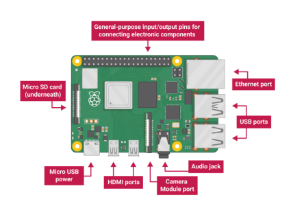 General-purpose input/output pins for
connecting electronic components
Micro SD card
(underneath)
Ethernet port
USB ports
Micro USB
power
HDMI ports
Camera
Module port
Audio jack